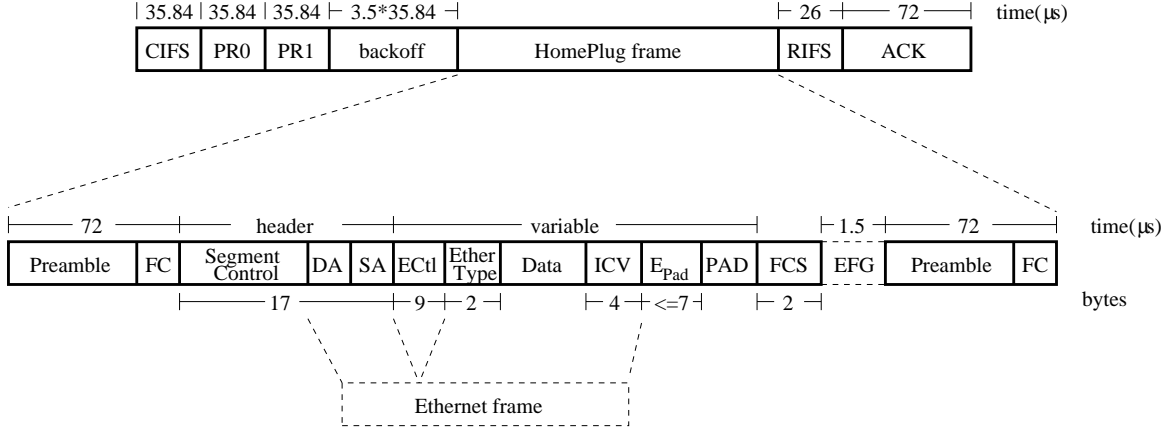 35.84 35.84 35.84 3.5*35.84 26 72 time(μs)
CIFS PR0 PR1 backoff HomePlug frame RIFS ACK
72 header variable 1.5 72 time(μs)
Preamble FC Segment Control DA SA ECtl Ether Type Data ICV E_Pad PAD FCS EFG Preamble FC
17 9 2 4 <=7 2 bytes
Ethernet frame